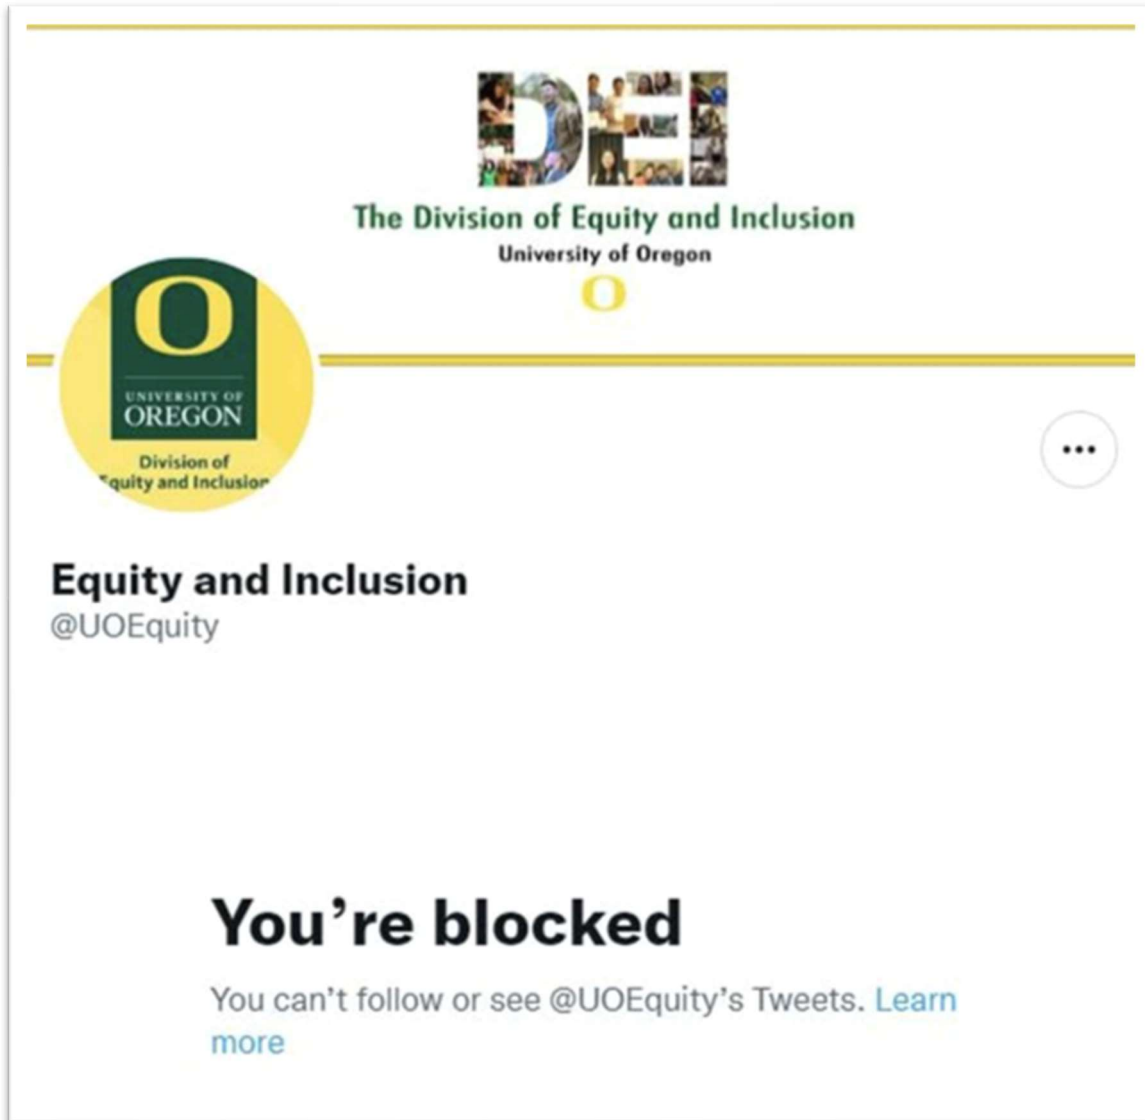 DEI
The Division of Equity and Inclusion
University of Oregon
O
O
UNIVERSITY OF
OREGON
Division of
quity and Inclusion
Equity and Inclusion
@UOEquity
You're blocked
You can't follow or see @UOEquity's Tweets. Learn
more